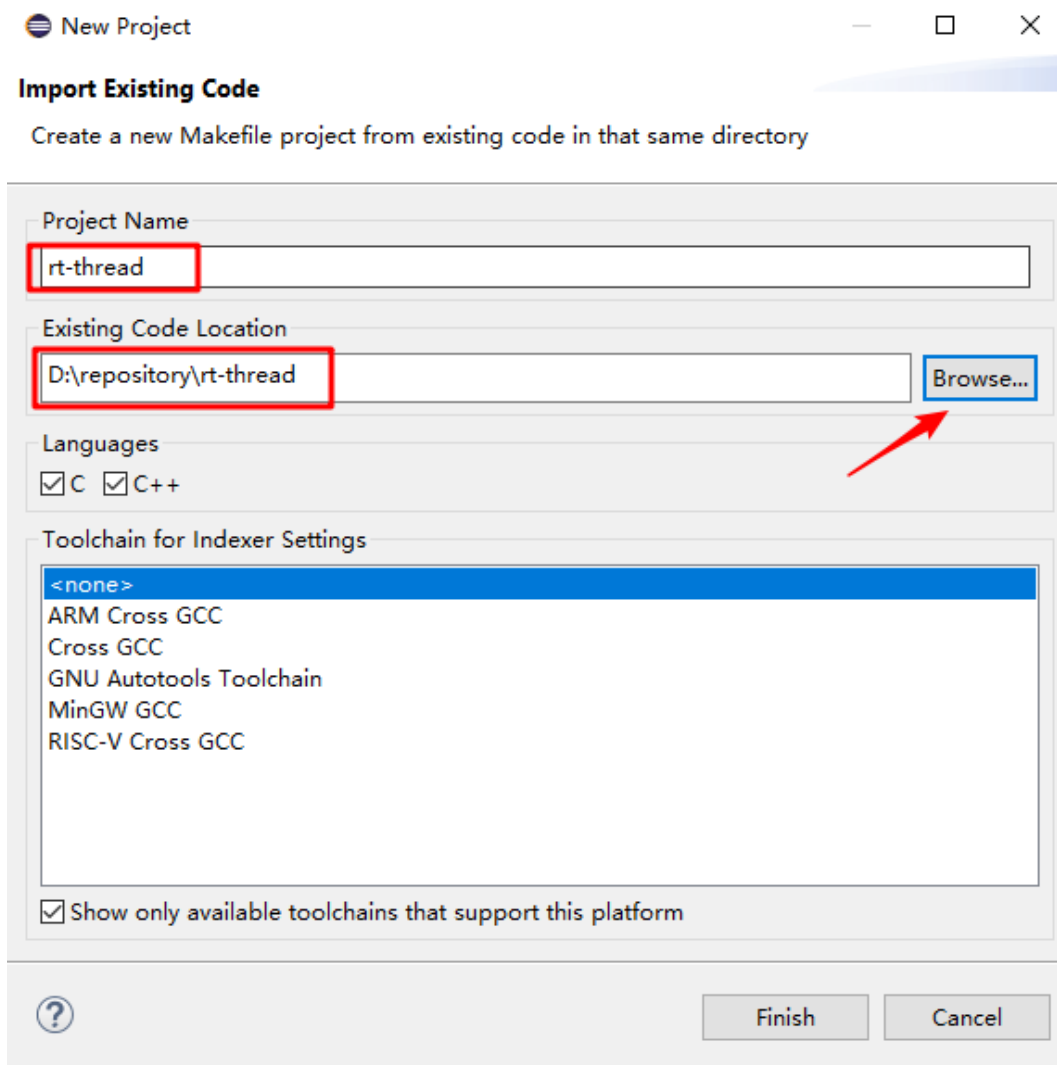 New Project
Import Existing Code
Create a new Makefile project from existing code in that same directory
Project Name
rt-thread
Existing Code Location
D:\repository\rt-thread
Browse...
Languages
C C++
Toolchain for Indexer Settings
<none>
ARM Cross GCC
Cross GCC
GNU Autotools Toolchain
MinGW GCC
RISC-V Cross GCC
Show only available toolchains that support this platform
?
Finish Cancel